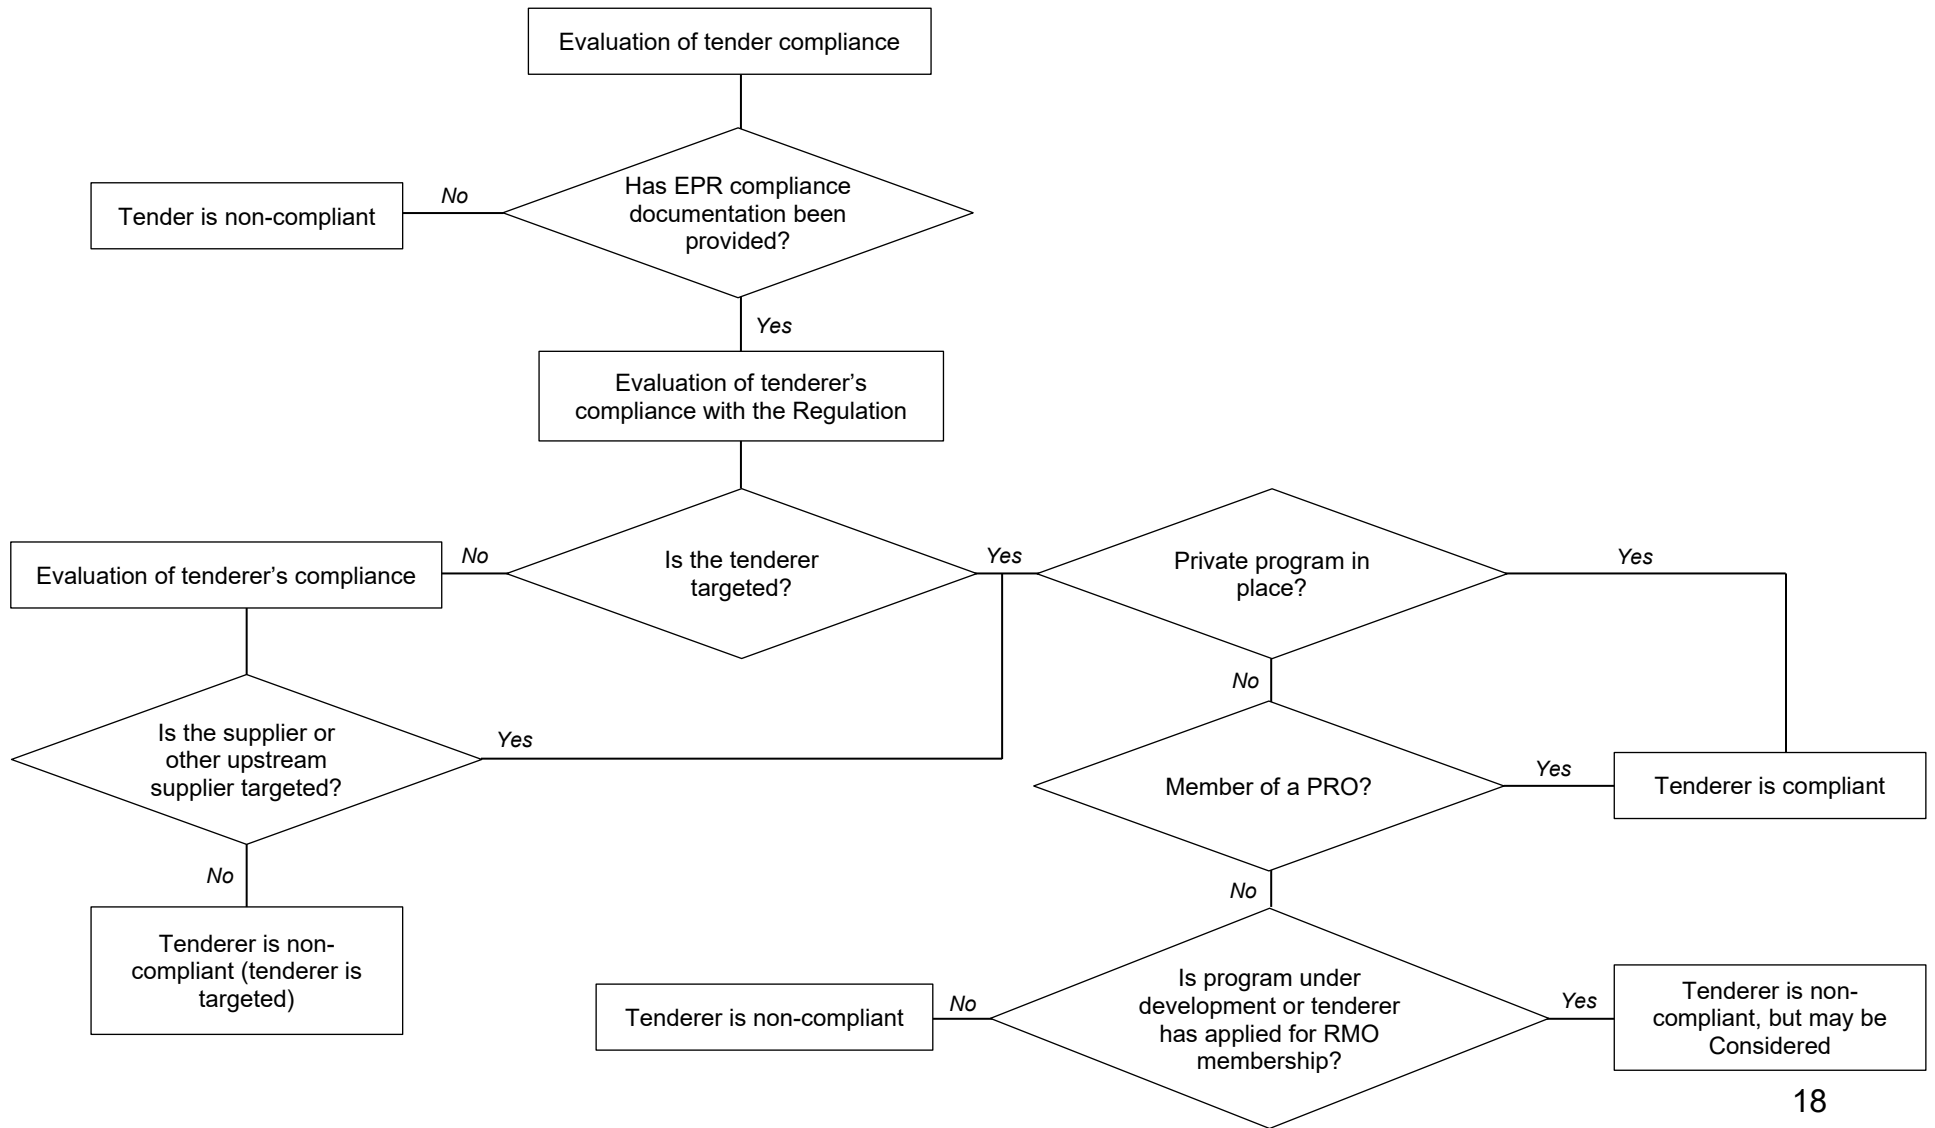 Evaluation of tender compliance
Has EPR compliance
documentation been
provided?
No
Tender is non-compliant
Yes
Evaluation of tenderer’s
compliance with the Regulation
Is the tenderer
targeted?
No
Yes
Evaluation of tenderer’s compliance
Private program in
place?
Yes
No
Is the supplier or
other upstream
supplier targeted?
Yes
No
Tenderer is non-
compliant (tenderer is
targeted)
Member of a PRO?
Yes
Tenderer is compliant
No
Is program under
development or tenderer
has applied for RMO
membership?
No
Tenderer is non-compliant
Yes
Tenderer is non-
compliant, but may be
Considered
18